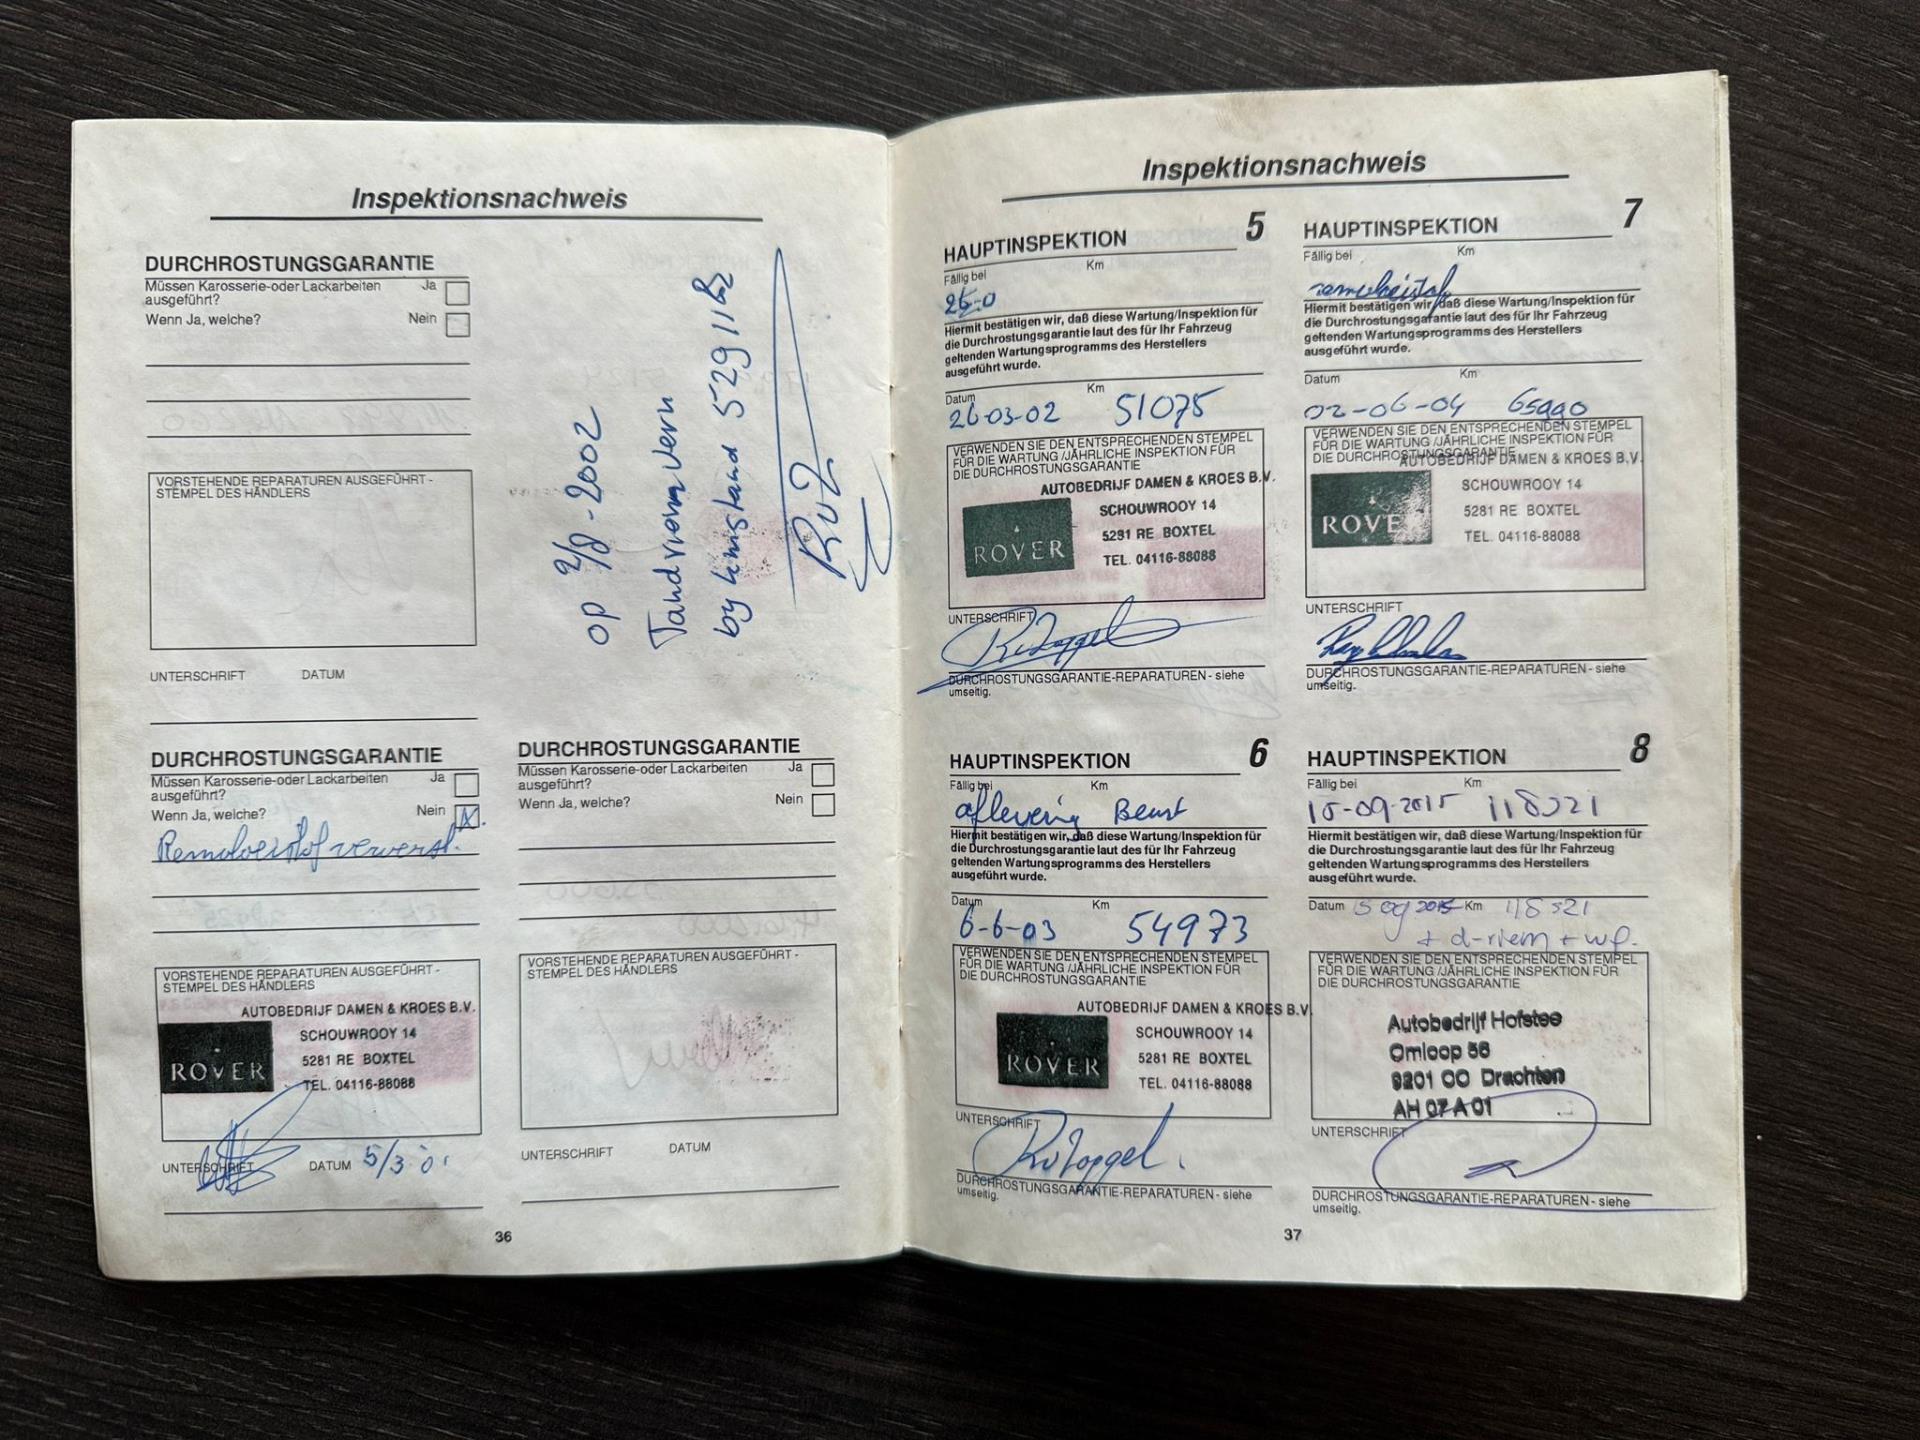 Inspektionsnachweis
DURCHROSTUNGSGARANTIE
Müssen Karosserie-oder Lackarbeiten
ausgeführt?
Ja
Wenn Ja, welche?
Nein
VORSTEHENDE REPARATUREN AUSGEFÜHRT -
STEMPEL DES HÄNDLERS
UNTERSCHRIFT DATUM
op 2/8-2002
Tandriem vern
by kmstand 52911
DURCHROSTUNGSGARANTIE
Müssen Karosserie-oder Lackarbeiten
ausgeführt?
Ja
Wenn Ja, welche?
Nein X
Remvloeistof ververst.
VORSTEHENDE REPARATUREN AUSGEFÜHRT -
STEMPEL DES HÄNDLERS
AUTOBEDRIJF DAMEN & KROES B.V.
SCHOUWROOY 14
5281 RE BOXTEL
TEL. 04116-88088
ROVER
UNTERSCHRIFT DATUM 5/3
DURCHROSTUNGSGARANTIE
Müssen Karosserie-oder Lackarbeiten
ausgeführt?
Ja
Wenn Ja, welche?
Nein
VORSTEHENDE REPARATUREN AUSGEFÜHRT -
STEMPEL DES HÄNDLERS
UNTERSCHRIFT DATUM
36
Inspektionsnachweis
HAUPTINSPEKTION 5
Fällig bei Km
Hiermit bestätigen wir, daß diese Wartung/Inspektion für
die Durchrostungsgarantie laut des für Ihr Fahrzeug
geltenden Wartungsprogramms des Herstellers
ausgeführt wurde.
Datum Km
26-03-02 51075
VERWENDEN SIE DEN ENTSPRECHENDEN STEMPEL
FÜR DIE WARTUNG /JÄHRLICHE INSPEKTION FÜR
DIE DURCHROSTUNGSGARANTIE
AUTOBEDRIJF DAMEN & KROES B.V.
SCHOUWROOY 14
5281 RE BOXTEL
TEL. 04116-88088
ROVER
UNTERSCHRIFT
DURCHROSTUNGSGARANTIE-REPARATUREN - siehe
umseitig.
HAUPTINSPEKTION 6
Fällig bei Km
aflevering Beurt
Hiermit bestätigen wir, daß diese Wartung/Inspektion für
die Durchrostungsgarantie laut des für Ihr Fahrzeug
geltenden Wartungsprogramms des Herstellers
ausgeführt wurde.
Datum Km
6-6-03 54973
VERWENDEN SIE DEN ENTSPRECHENDEN STEMPEL
FÜR DIE WARTUNG /JÄHRLICHE INSPEKTION FÜR
DIE DURCHROSTUNGSGARANTIE
AUTOBEDRIJF DAMEN & KROES B.V.
SCHOUWROOY 14
5281 RE BOXTEL
TEL. 04116-88088
ROVER
UNTERSCHRIFT
DURCHROSTUNGSGARANTIE-REPARATUREN - siehe
umseitig.
HAUPTINSPEKTION 7
Fällig bei Km
Hiermit bestätigen wir, daß diese Wartung/Inspektion für
die Durchrostungsgarantie laut des für Ihr Fahrzeug
geltenden Wartungsprogramms des Herstellers
ausgeführt wurde.
Datum Km
02-06-04
VERWENDEN SIE DEN ENTSPRECHENDEN STEMPEL
FÜR DIE WARTUNG /JÄHRLICHE INSPEKTION FÜR
DIE DURCHROSTUNGSGARANTIE
AUTOBEDRIJF DAMEN & KROES B.V.
SCHOUWROOY 14
5281 RE BOXTEL
TEL. 04116-88088
ROVER
UNTERSCHRIFT
DURCHROSTUNGSGARANTIE-REPARATUREN - siehe
umseitig.
HAUPTINSPEKTION 8
Fällig bei Km
15-09-2015 118521
Hiermit bestätigen wir, daß diese Wartung/Inspektion für
die Durchrostungsgarantie laut des für Ihr Fahrzeug
geltenden Wartungsprogramms des Herstellers
ausgeführt wurde.
Datum 15 09 2015 Km 118521
+ d-riem + wp.
VERWENDEN SIE DEN ENTSPRECHENDEN STEMPEL
FÜR DIE WARTUNG /JÄHRLICHE INSPEKTION FÜR
DIE DURCHROSTUNGSGARANTIE
Autobedrijf Hofstee
Omloop 56
9201 CC Drachten
AH 07 A 01
UNTERSCHRIFT
DURCHROSTUNGSGARANTIE-REPARATUREN - siehe
umseitig.
37